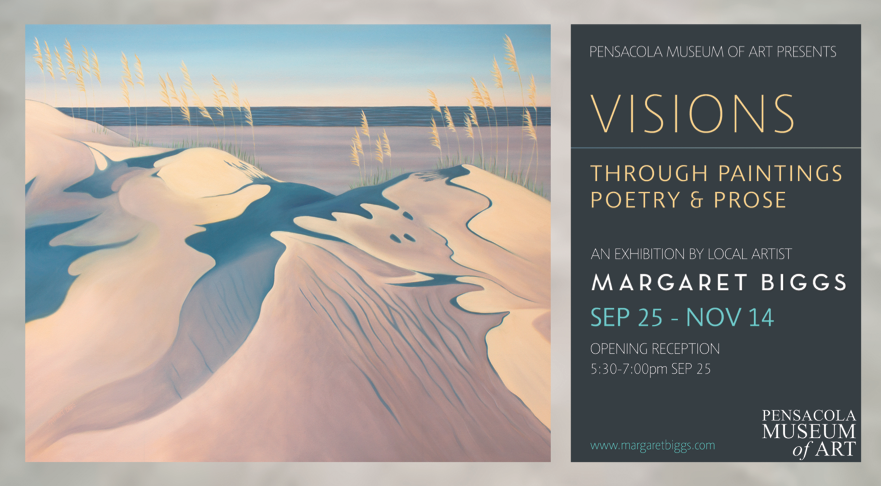 PENSACOLA MUSEUM OF ART PRESENTS
VISIONS
THROUGH PAINTINGS
POETRY & PROSE
AN EXHIBITION BY LOCAL ARTIST
MARGARET BIGGS
SEP 25 - NOV 14
OPENING RECEPTION
5:30-7:00pm SEP 25
www.margaretbiggs.com
PENSACOLA
MUSEUM
of ART